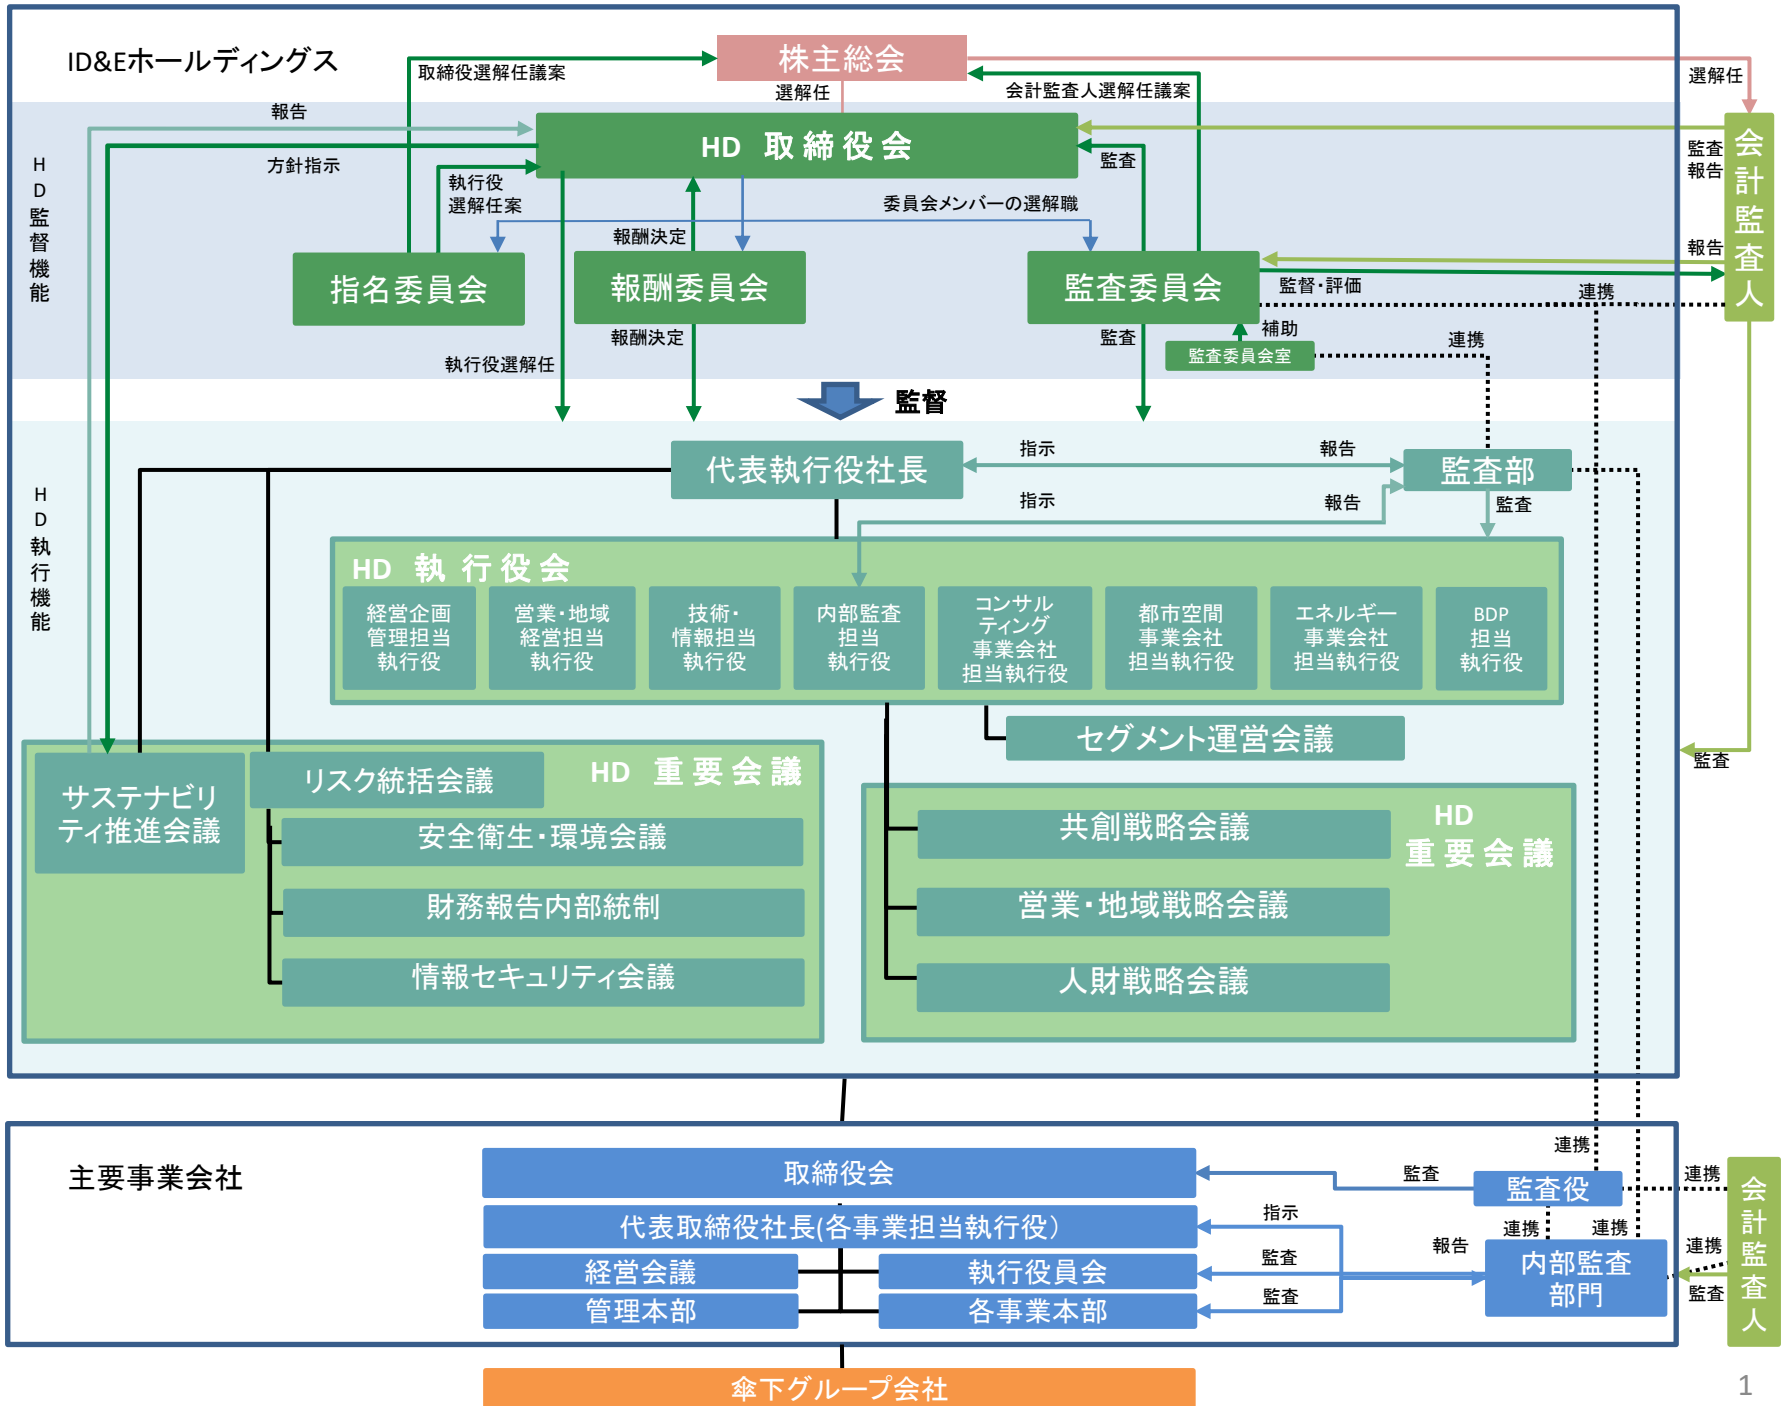 ID&Eホールディングス
株主総会
取締役選解任議案
選解任
会計監査人選解任議案
選解任
報告
HD 取締役会
方針指示
執行役
選解任案
監査
監査
報告
会計監査人
HD監督機能
委員会メンバーの選解職
報酬決定
報告
指名委員会
報酬委員会
監査委員会
監督・評価
連携
補助
報酬決定
監査
監査委員会室
連携
執行役選解任
監督
HD執行機能
代表執行役社長
指示
報告
監査部
指示
報告
監査
HD 執行役会
経営企画
管理担当
執行役
営業・地域
経営担当
執行役
技術・
情報担当
執行役
内部監査
担当
執行役
コンサル
ティング
事業会社
担当執行役
都市空間
事業会社
担当執行役
エネルギー
事業会社
担当執行役
BDP
担当
執行役
セグメント運営会議
監査
サステナビリ
ティ推進会議
リスク統括会議
HD 重要会議
安全衛生・環境会議
財務報告内部統制
情報セキュリティ会議
HD
重要会議
共創戦略会議
営業・地域戦略会議
人財戦略会議
主要事業会社
取締役会
監査
連携
監査役
連携
会計監査人
代表取締役社長(各事業担当執行役）
指示
連携
連携
報告
経営会議
執行役員会
監査
内部監査
部門
連携
管理本部
各事業本部
監査
監査
傘下グループ会社
1